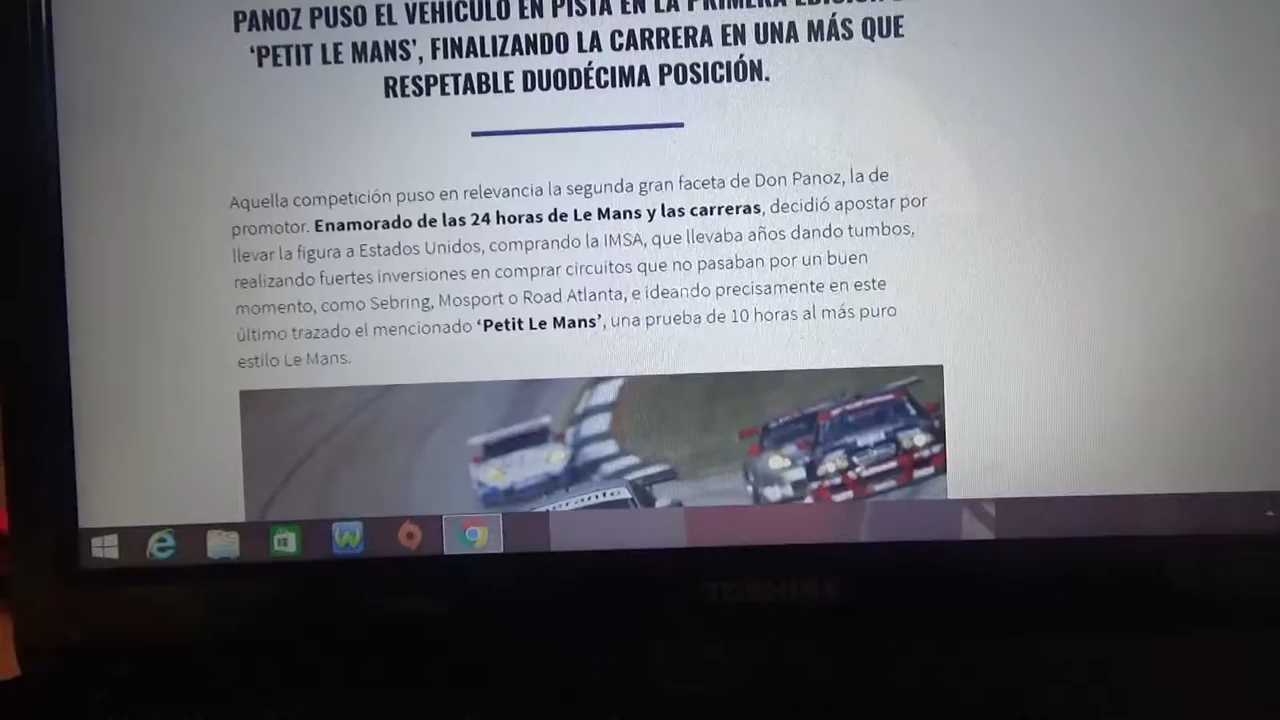 PANOZ PUSO EL VEHÍCULO EN PISTA EN LA PRIMERA EDICIÓN
‘PETIT LE MANS’, FINALIZANDO LA CARRERA EN UNA MÁS QUE
RESPETABLE DUODÉCIMA POSICIÓN.
Aquella competición puso en relevancia la segunda gran faceta de Don Panoz, la de
promotor. Enamorado de las 24 horas de Le Mans y las carreras, decidió apostar por
llevar la figura a Estados Unidos, comprando la IMSA, que llevaba años dando tumbos,
realizando fuertes inversiones en comprar circuitos que no pasaban por un buen
momento, como Sebring, Mosport o Road Atlanta, e ideando precisamente en este
último trazado el mencionado ‘Petit Le Mans’, una prueba de 10 horas al más puro
estilo Le Mans.
TOSHIBA